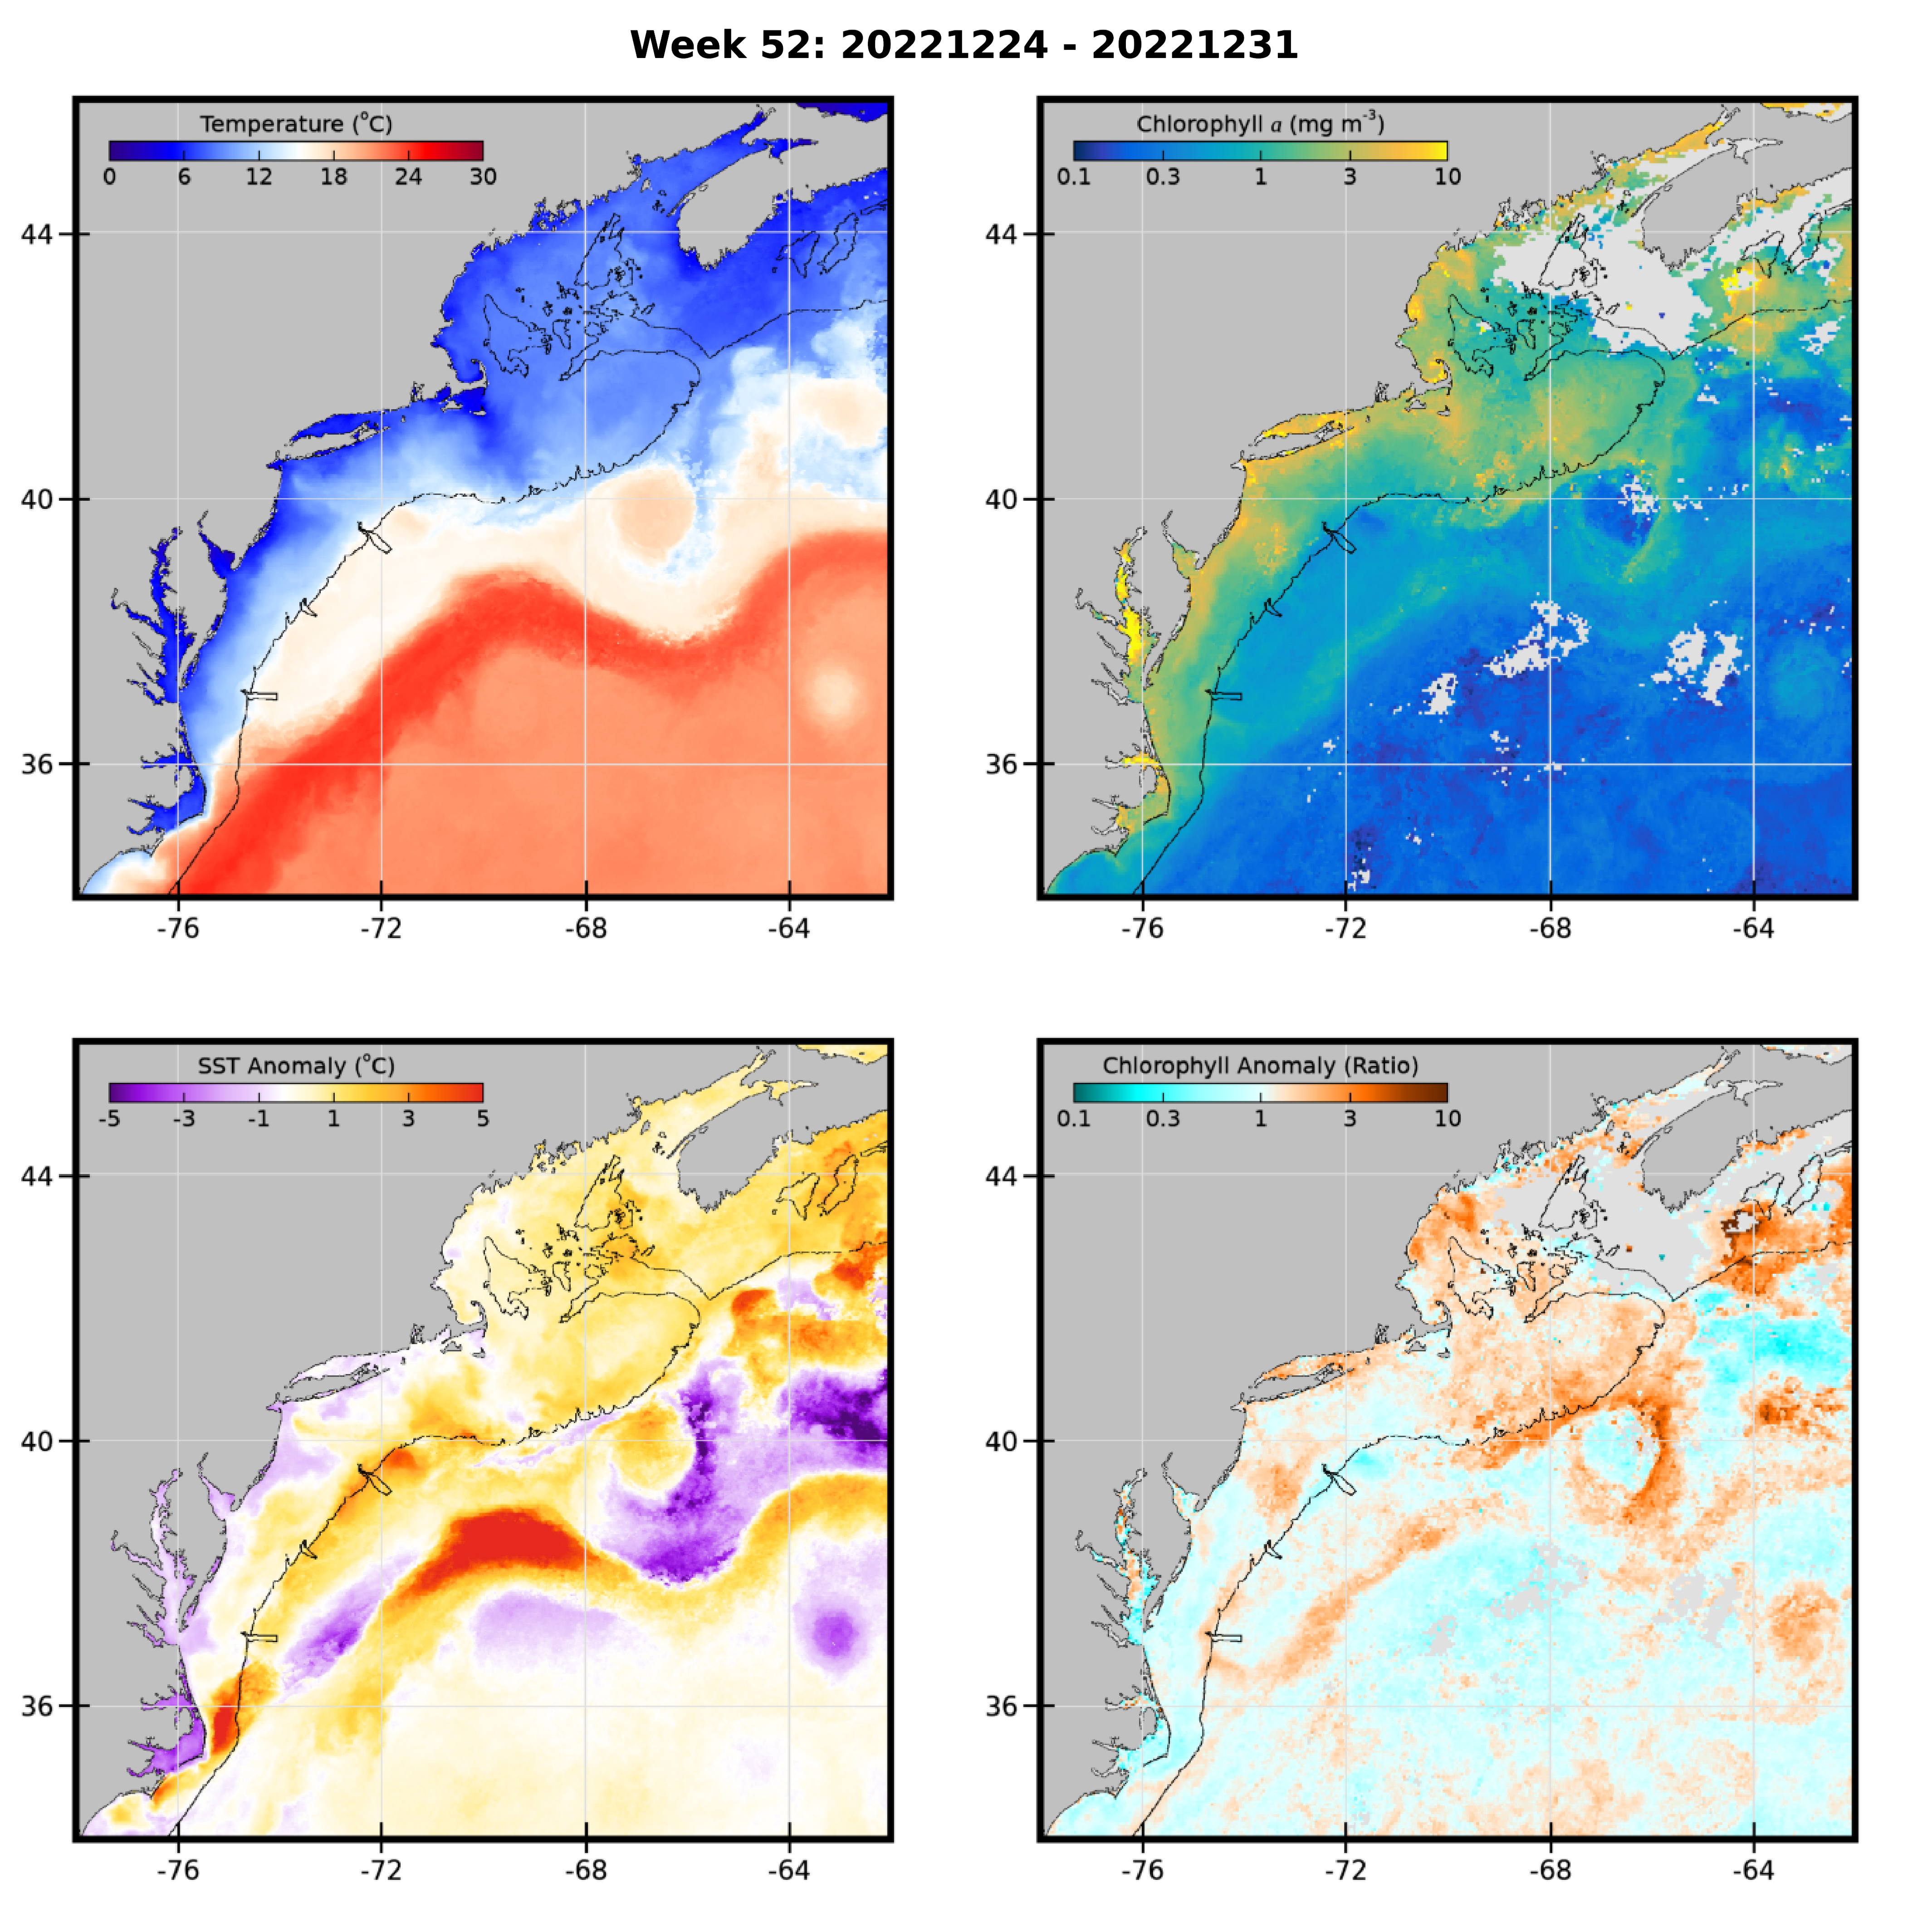 Week 52: 20221224 - 20221231
Temperature (°C)
0 6 12 18 24 30
44
40
36
-76 -72 -68 -64
Chlorophyll a (mg m⁻³)
0.1 0.3 1 3 10
44
40
36
-76 -72 -68 -64
SST Anomaly (°C)
-5 -3 -1 1 3 5
44
40
36
-76 -72 -68 -64
Chlorophyll Anomaly (Ratio)
0.1 0.3 1 3 10
44
40
36
-76 -72 -68 -64